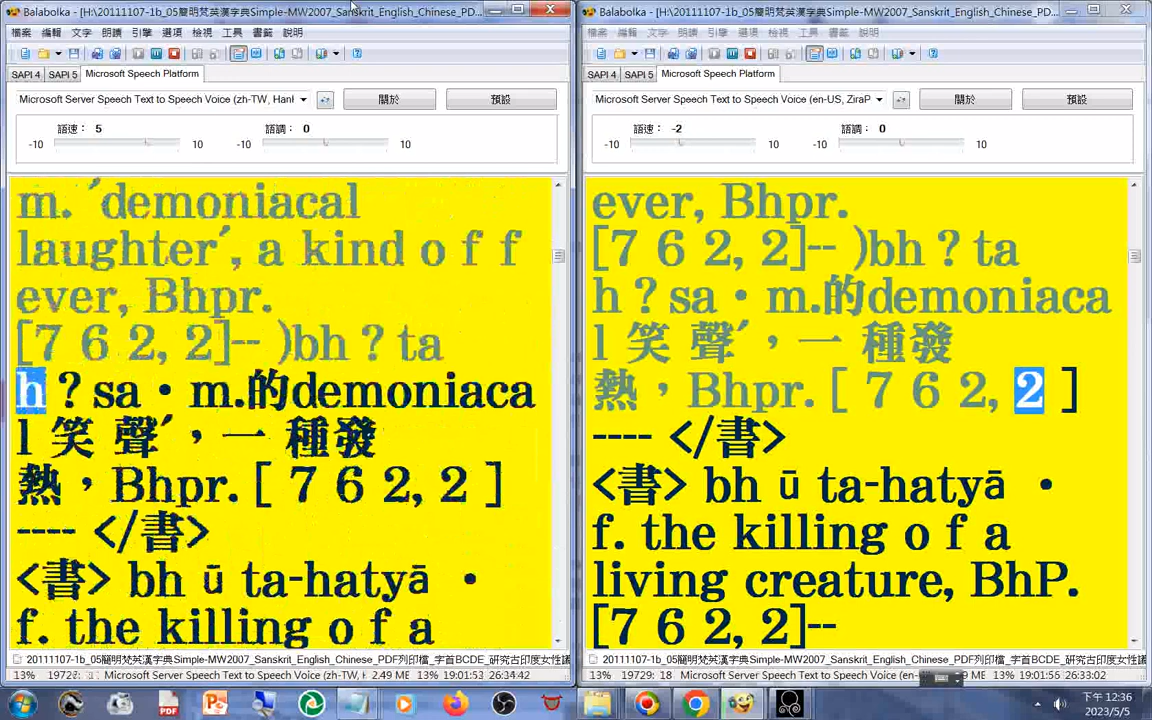 Balabolka - [H:\20111107-1b_05簡明梵英漢字典Simple-MW2007_Sanskrit_English_Chinese_PD...
檔案 編輯 文字 朗讀 引擎 選項 檢視 工具 書籤 說明
SAPI 4 SAPI 5 Microsoft Speech Platform
Microsoft Server Speech Text to Speech Voice (zh-TW, Hanl
關於 預設
語速: 5 語調: 0
-10 10 -10 10
m. ´demoniacal
laughter´, a kind o f f
ever, Bhpr.
[7 6 2, 2]-- )bh？ta
h？sa·m.的demoniaca
l 笑 聲´，一 種發
熱，Bhpr. [ 7 6 2, 2 ]
---- </書>
<書> bh ū ta-hatyā ·
f. the killing o f a
20111107-1b_05簡明梵英漢字典Simple-MW2007_Sanskrit_English_Chinese_PDF列印檔_字首BCDE_研究古印度女性議
13% Microsoft Server Speech Text to Speech Voice (zh-TW, H 2.49 MB 13% 19:01:53 26:34:42
Balabolka - [H:\20111107-1b_05簡明梵英漢字典Simple-MW2007_Sanskrit_English_Chinese_PD...
檔案 編輯 文字 朗讀 引擎 選項 檢視 工具 書籤 說明
SAPI 4 SAPI 5 Microsoft Speech Platform
Microsoft Server Speech Text to Speech Voice (en-US, ZiraP
關於 預設
語速: -2 語調: 0
-10 10 -10 10
ever, Bhpr.
[7 6 2, 2]-- )bh？ta
h？sa·m.的demoniaca
l 笑 聲´，一 種發
熱，Bhpr. [ 7 6 2, 2 ]
---- </書>
<書> bh ū ta-hatyā ·
f. the killing o f a
living creature, BhP.
[7 6 2, 2]--
20111107-1b_05簡明梵英漢字典Simple-MW2007_Sanskrit_English_Chinese_PDF列印檔_字首BCDE_研究古印度女性議
13% 19729: 18 Microsoft Server Speech Text to Speech Voice (en-U 13% 19:01:55 26:33:02
下午 12:36
2023/5/5